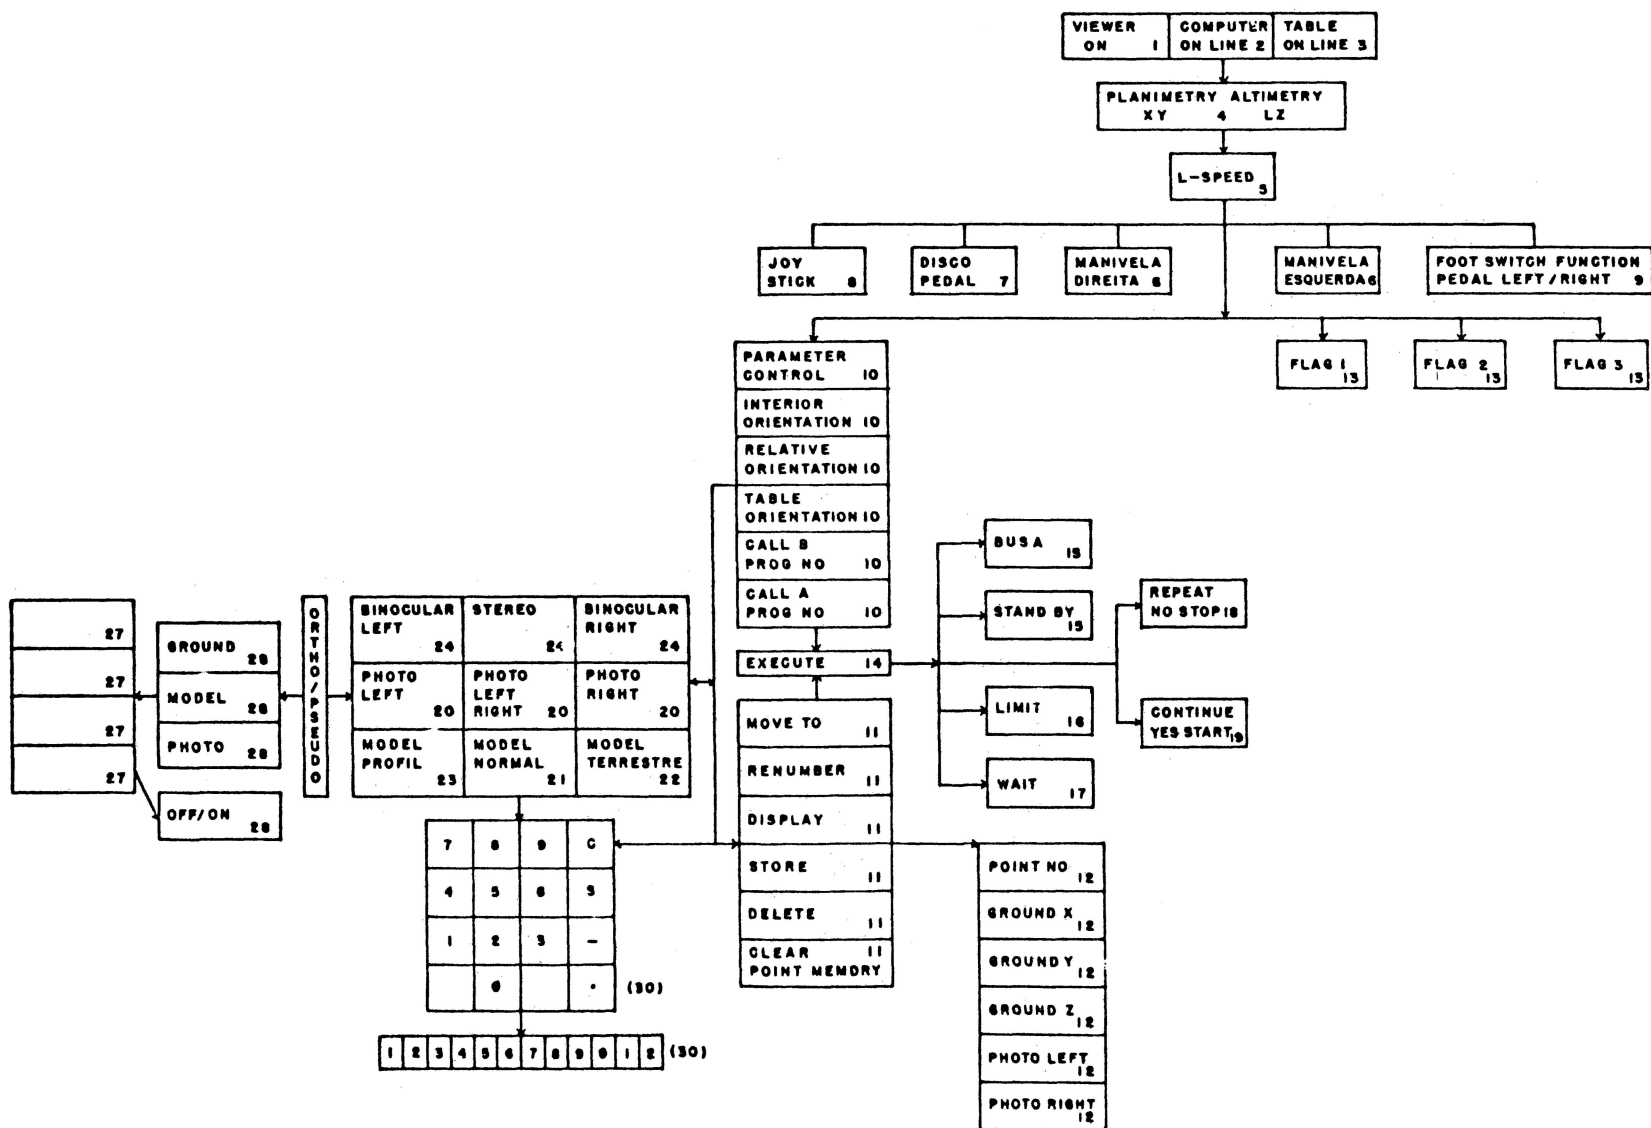 VIEWER
ON 1
COMPUTER
ON LINE 2
TABLE
ON LINE 3
PLANIMETRY ALTIMETRY
XY 4 LZ
L-SPEED 5
JOY
STICK 8
DISCO
PEDAL 7
MANIVELA
DIREITA 6
MANIVELA
ESQUERDA 6
FOOT SWITCH FUNCTION
PEDAL LEFT/RIGHT 9
PARAMETER
CONTROL 10
INTERIOR
ORIENTATION 10
RELATIVE
ORIENTATION 10
TABLE
ORIENTATION 10
CALL B
PROG NO 10
CALL A
PROG NO 10
FLAG 1
13
FLAG 2
13
FLAG 3
13
EXECUTE 14
BUSA
15
STAND BY
15
LIMIT
16
WAIT
17
REPEAT
NO STOP 18
CONTINUE
YES START 19
MOVE TO
11
RENUMBER
11
DISPLAY
11
STORE
11
DELETE
11
CLEAR 11
POINT MEMORY
POINT NO
12
GROUND X
12
GROUND Y
12
GROUND Z
12
PHOTO LEFT
12
PHOTO RIGHT
12
27
27
27
27
GROUND
28
MODEL
28
PHOTO
28
OFF/ON
28
ORTHO/PSEUDO
BINOCULAR
LEFT
24
STEREO
24
BINOCULAR
RIGHT
24
PHOTO
LEFT
20
PHOTO
LEFT
RIGHT 20
PHOTO
RIGHT
20
MODEL
PROFIL
23
MODEL
NORMAL
21
MODEL
TERRESTRE
22
7 8 9 C
4 5 6 S
1 2 3 -
0 . (30)
1 2 3 4 5 6 7 8 9 0 1 2 (30)